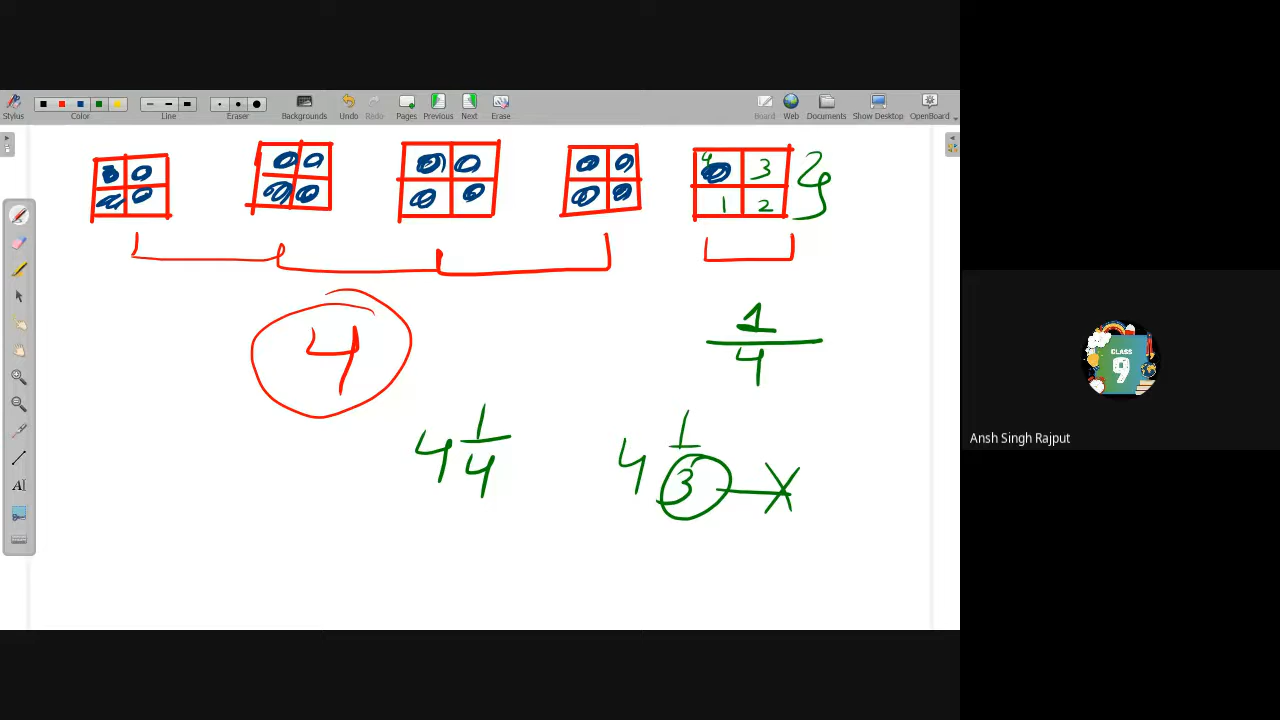 Stylus
Color
Line
Eraser
Backgrounds
Undo
Redo
Pages
Previous
Next
Erase
Board
Web
Documents
Show Desktop
OpenBoard
4 3
1 2
4
1
4
4 1/4
4 1/3 X
CLASS
9
Ansh Singh Rajput
AI